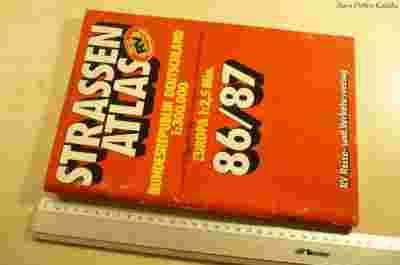 STRASSEN
ATLAS
RV
BUNDESREPUBLIK DEUTSCHLAND
1:300.000
EUROPA 1:2,5 Mio.
86/87
RV Reise- und Verkehrsverlag